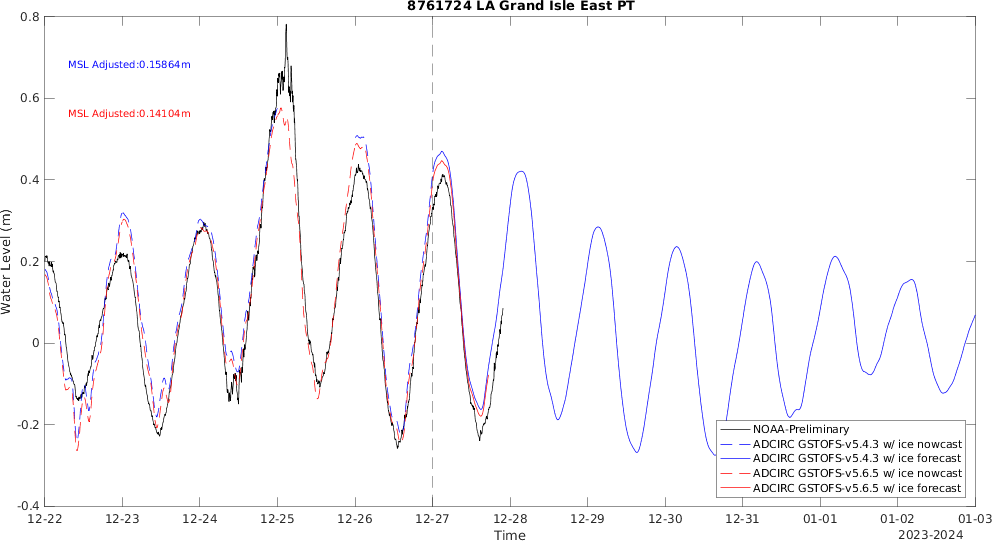 8761724 LA Grand Isle East PT
0.8
MSL Adjusted:0.15864m
0.6
MSL Adjusted:0.14104m
0.4
0.2
0
-0.2
-0.4
Water Level (m)
NOAA-Preliminary
ADCIRC GSTOFS-v5.4.3 w/ ice nowcast
ADCIRC GSTOFS-v5.4.3 w/ ice forecast
ADCIRC GSTOFS-v5.6.5 w/ ice nowcast
ADCIRC GSTOFS-v5.6.5 w/ ice forecast
12-22 12-23 12-24 12-25 12-26 12-27 12-28 12-29 12-30 12-31 01-01 01-02 01-03
Time
2023-2024